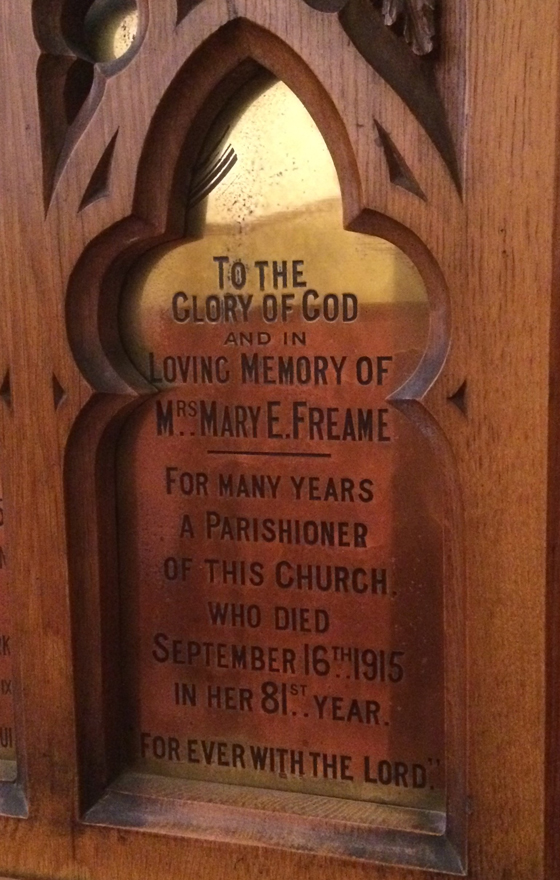 TO THE
GLORY OF GOD
AND IN
LOVING MEMORY OF
MRS. MARY E. FREAME
FOR MANY YEARS
A PARISHIONER
OF THIS CHURCH,
WHO DIED
SEPTEMBER 16TH 1915
IN HER 81ST YEAR.
"FOR EVER WITH THE LORD."